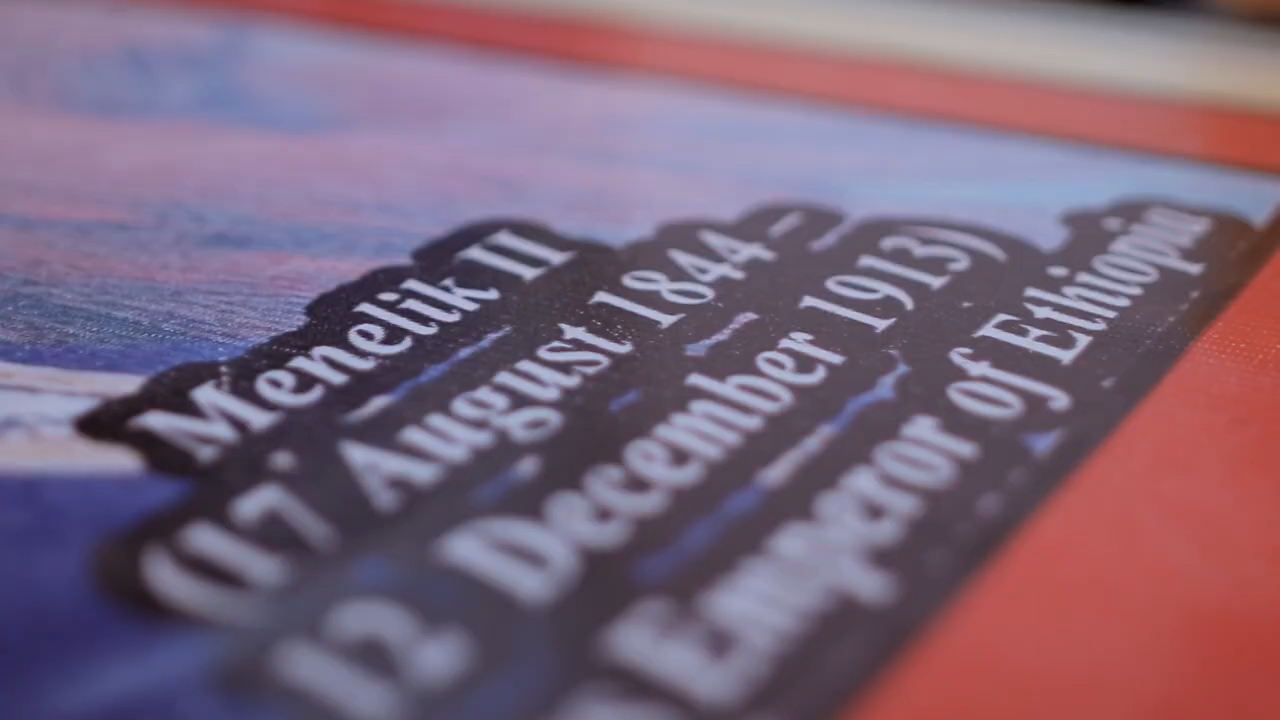 Menelik II
(17 August 1844–
12 December 1913)
Emperor of Ethiopia